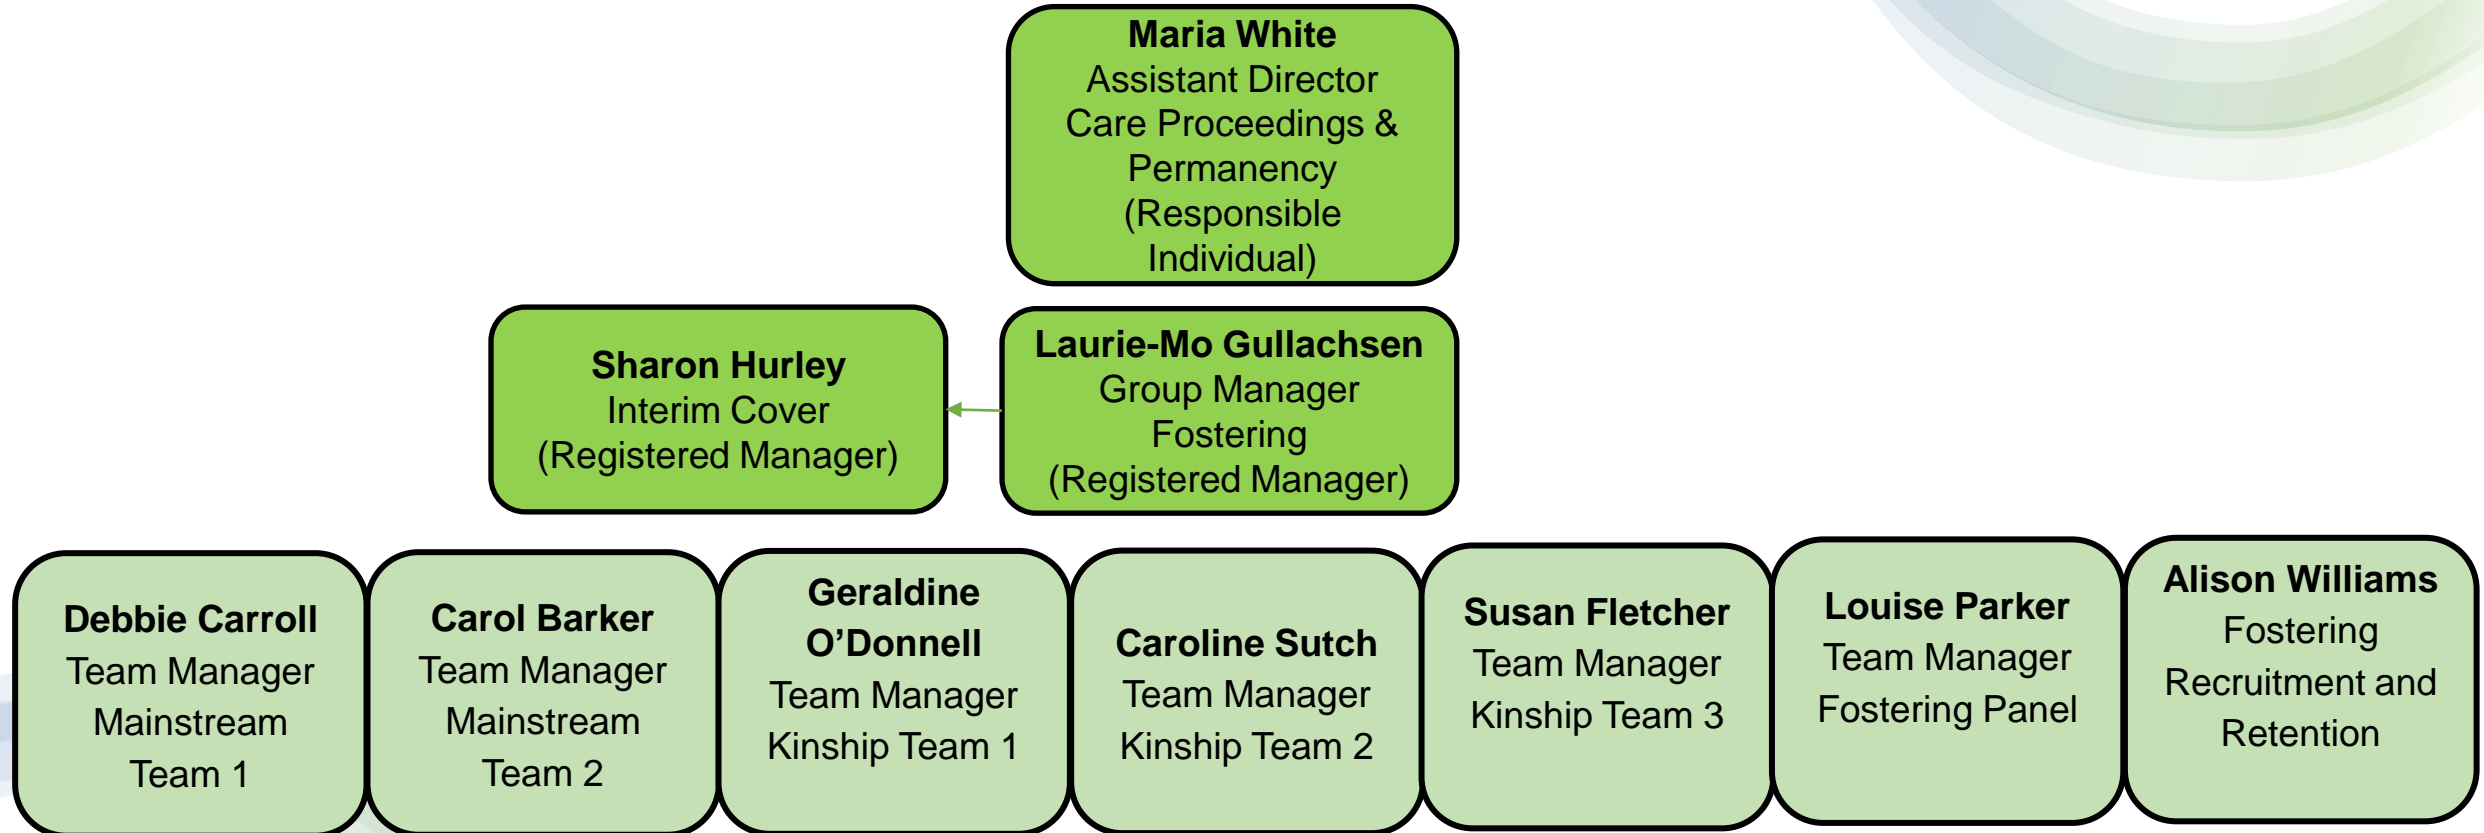 Maria White
Assistant Director
Care Proceedings &
Permanency
(Responsible
Individual)
Sharon Hurley
Interim Cover
(Registered Manager)
Laurie-Mo Gullachsen
Group Manager
Fostering
(Registered Manager)
Debbie Carroll
Team Manager
Mainstream
Team 1
Carol Barker
Team Manager
Mainstream
Team 2
Geraldine
O’Donnell
Team Manager
Kinship Team 1
Caroline Sutch
Team Manager
Kinship Team 2
Susan Fletcher
Team Manager
Kinship Team 3
Louise Parker
Team Manager
Fostering Panel
Alison Williams
Fostering
Recruitment and
Retention